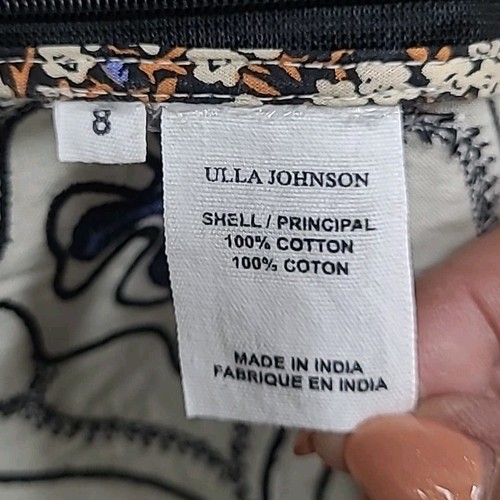 8
ULLA JOHNSON
SHELL / PRINCIPAL
100% COTTON
100% COTON
MADE IN INDIA
FABRIQUE EN INDIA